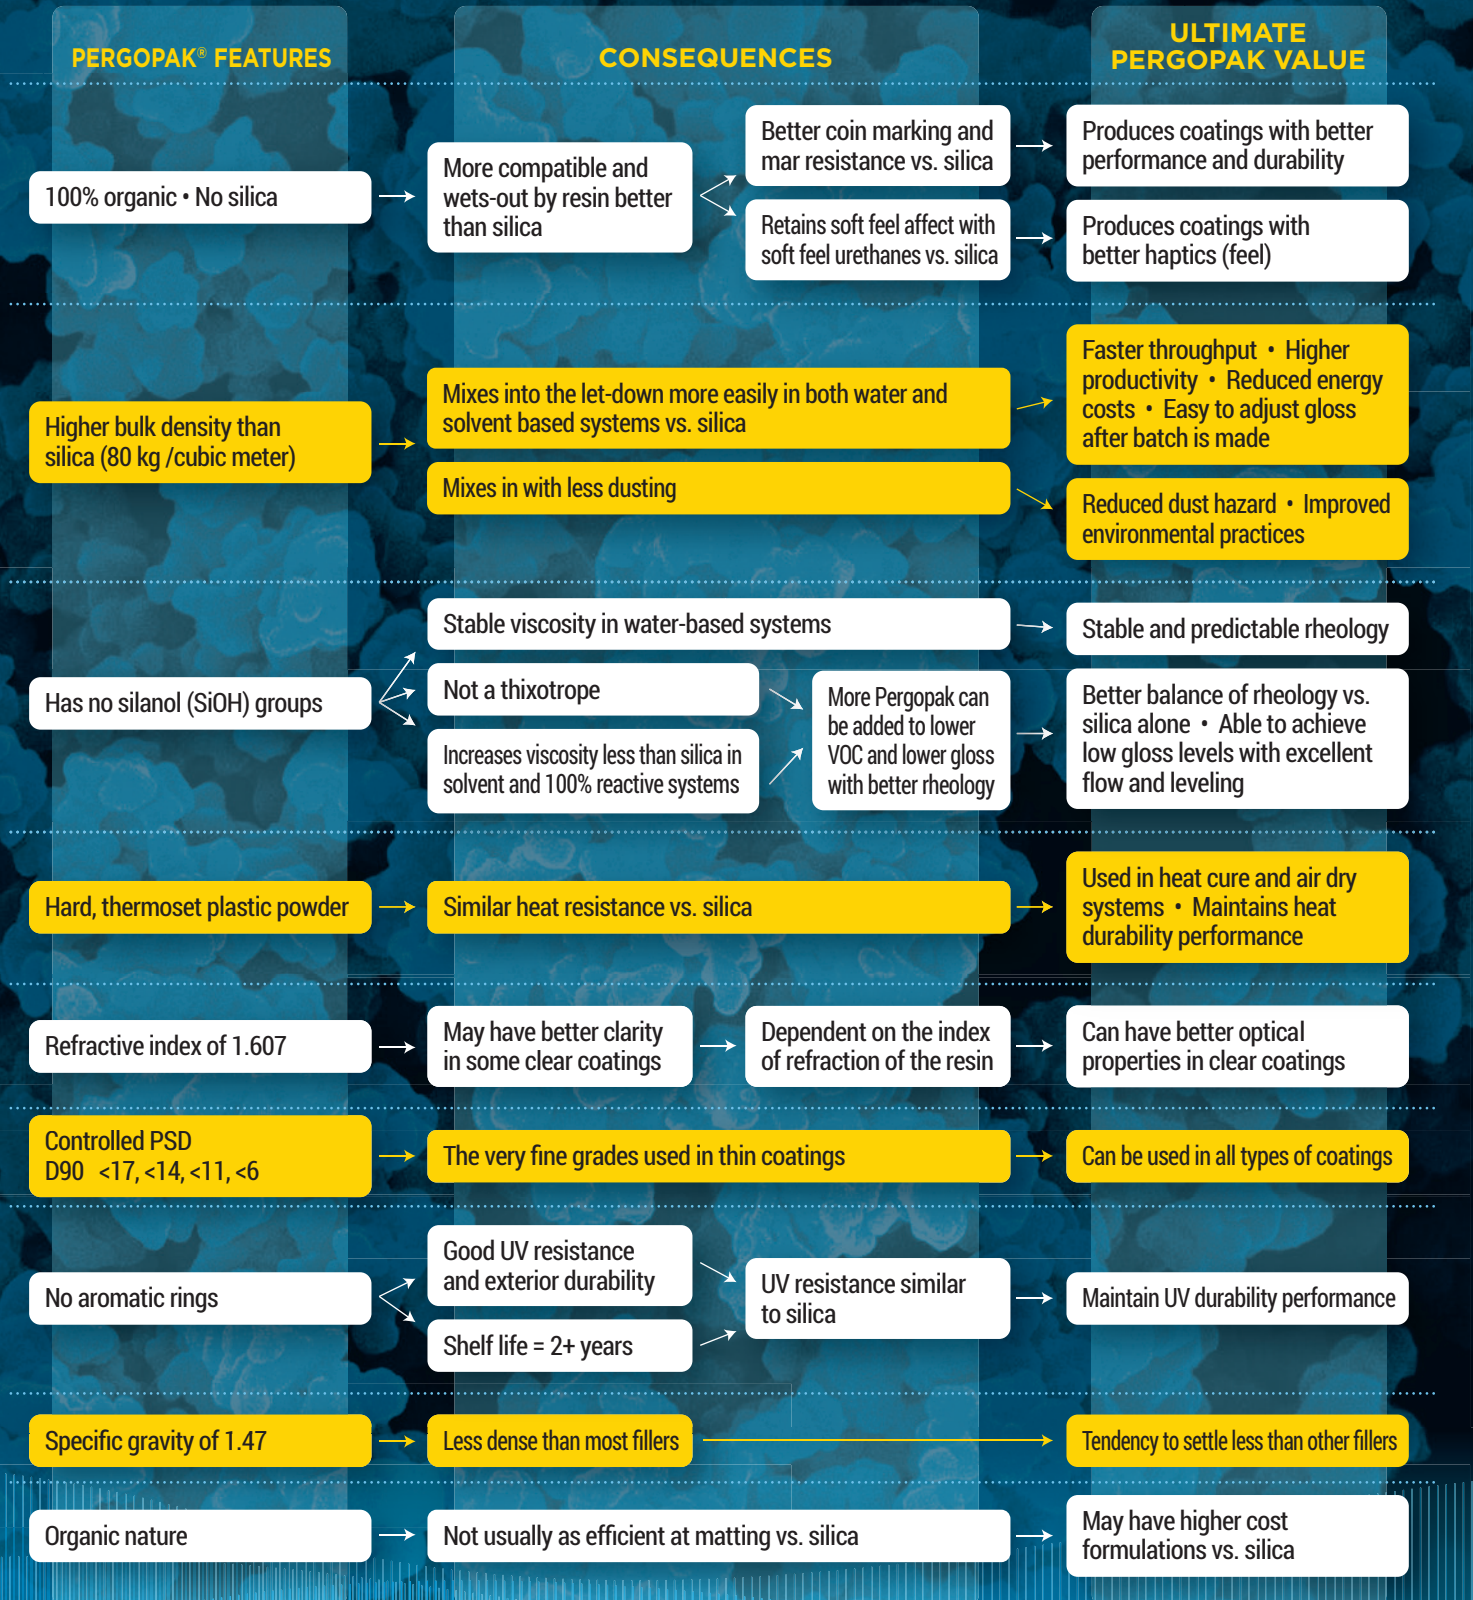 PERGOPAK® FEATURES
CONSEQUENCES
ULTIMATE
PERGOPAK VALUE
100% organic • No silica
More compatible and
wets-out by resin better
than silica
Better coin marking and
mar resistance vs. silica
Retains soft feel affect with
soft feel urethanes vs. silica
Produces coatings with better
performance and durability
Produces coatings with
better haptics (feel)
Higher bulk density than
silica (80 kg /cubic meter)
Mixes into the let-down more easily in both water and
solvent based systems vs. silica
Mixes in with less dusting
Faster throughput • Higher
productivity • Reduced energy
costs • Easy to adjust gloss
after batch is made
Reduced dust hazard • Improved
environmental practices
Has no silanol (SiOH) groups
Stable viscosity in water-based systems
Not a thixotrope
Increases viscosity less than silica in
solvent and 100% reactive systems
More Pergopak can
be added to lower
VOC and lower gloss
with better rheology
Stable and predictable rheology
Better balance of rheology vs.
silica alone • Able to achieve
low gloss levels with excellent
flow and leveling
Hard, thermoset plastic powder
Similar heat resistance vs. silica
Used in heat cure and air dry
systems • Maintains heat
durability performance
Refractive index of 1.607
May have better clarity
in some clear coatings
Dependent on the index
of refraction of the resin
Can have better optical
properties in clear coatings
Controlled PSD
D90 <17, <14, <11, <6
The very fine grades used in thin coatings
Can be used in all types of coatings
No aromatic rings
Good UV resistance
and exterior durability
Shelf life = 2+ years
UV resistance similar
to silica
Maintain UV durability performance
Specific gravity of 1.47
Less dense than most fillers
Tendency to settle less than other fillers
Organic nature
Not usually as efficient at matting vs. silica
May have higher cost
formulations vs. silica